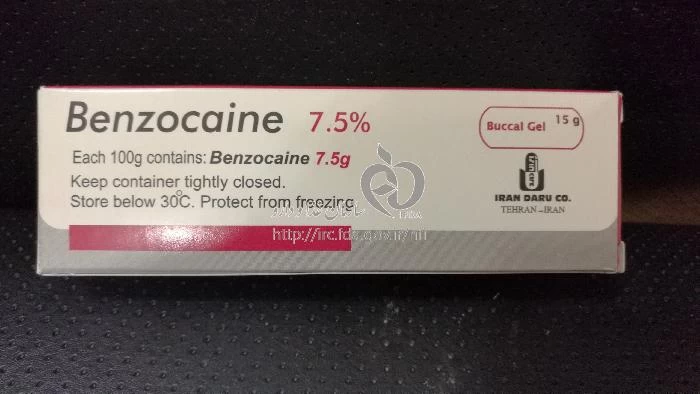 Benzocaine 7.5%
Each 100g contains: Benzocaine 7.5g
Keep container tightly closed.
Store below 30°C. Protect from freezing
Buccal Gel 15 g
IRAN DARU CO.
TEHRAN - IRAN